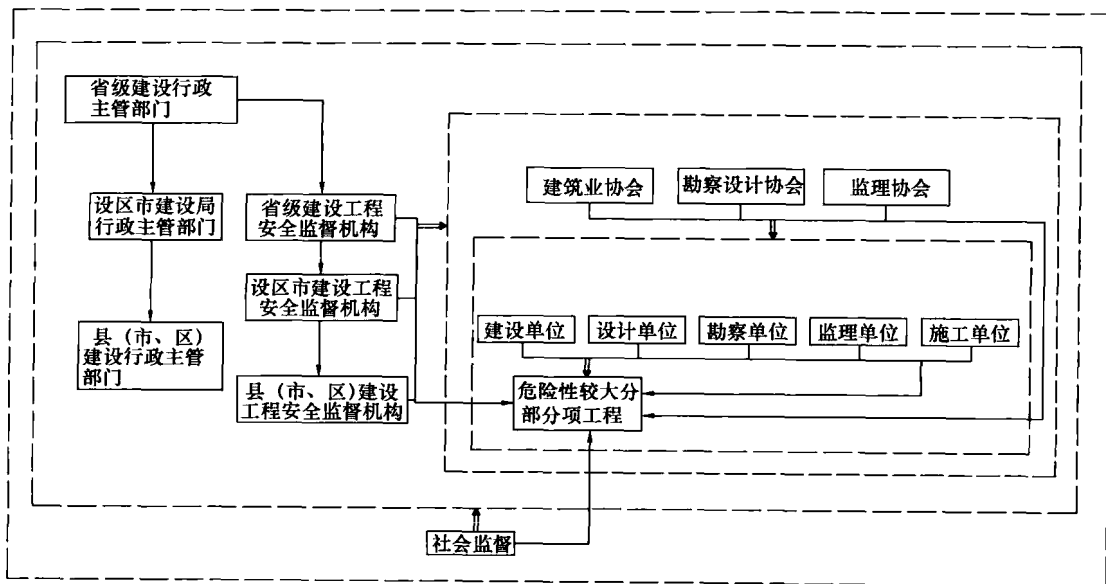 省级建设行政
主管部门
设区市建设局
行政主管部门
县（市、区）
建设行政主管
部门
省级建设工程
安全监督机构
设区市建设工程
安全监督机构
县（市、区）建设
工程安全监督机构
建筑业协会
勘察设计协会
监理协会
建设单位
设计单位
勘察单位
监理单位
施工单位
危险性较大分
部分项工程
社会监督